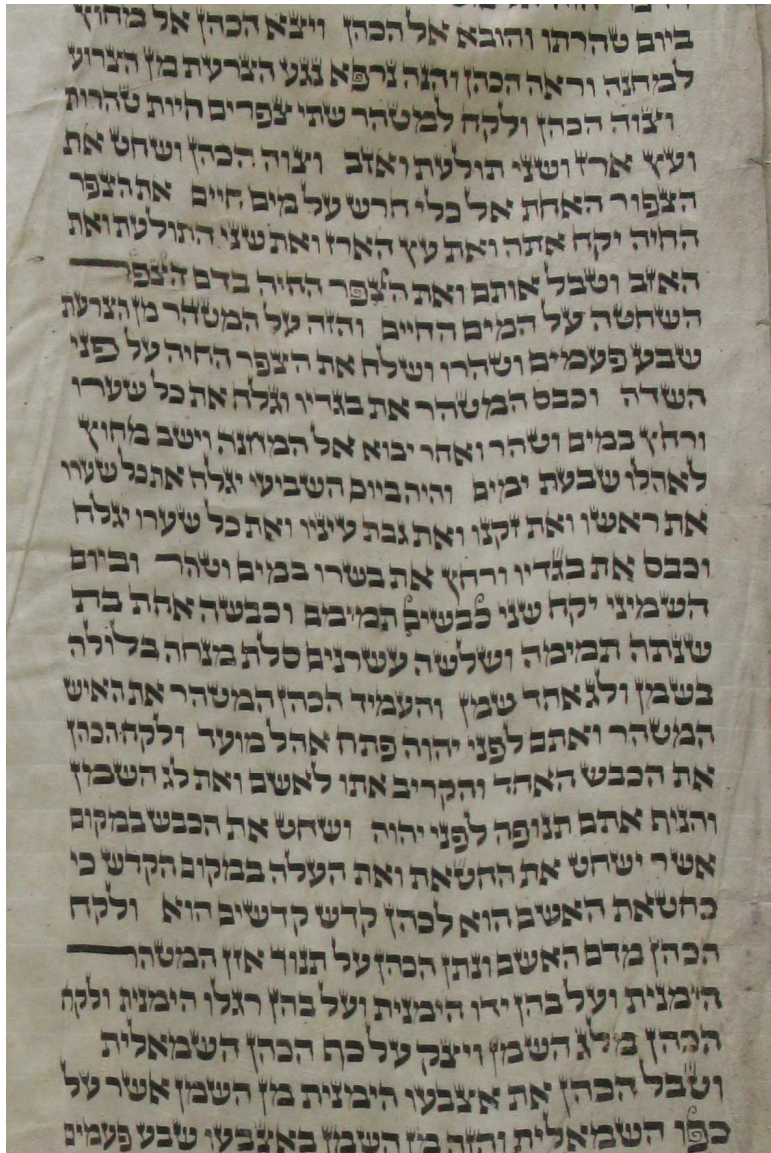 ביום טהרתו והובא אל הכהן ויצא הכהן אל מחוץ
למחנה וראה הכהן והנה נרפא נגע הצרעת מן הצרוע
וצוה הכהן ולקח למטהר שתי צפרים חיות טהרות
ועץ ארז ושני תולעת ואזב וצוה הכהן ושחט את
הצפור האחת אל כלי חרש על מים חיים את הצפר
החיה יקח אתה ואת עץ הארז ואת שני התולעת ואת
האזב וטבל אותם ואת הצפר החיה בדם הצפר
השחטה על המים החיים והזה על המטהר מן הצרעת
שבע פעמים וטהרו ושלח את הצפר החיה על פני
השדה וכבס המטהר את בגדיו וגלח את כל שערו
ורחץ במים וטהר ואחר יבוא אל המחנה וישב מחוץ
לאהלו שבעת ימים והיה ביום השביעי יגלח את כל שערו
את ראשו ואת זקנו ואת גבת עיניו ואת כל שערו יגלח
וכבס את בגדיו ורחץ את בשרו במים וטהר וביום
השמיני יקח שני כבשים תמימם וכבשה אחת בת
שנתה תמימה ושלשה עשרנים סלת מנחה בלולה
בשמן ולג אחד שמן והעמיד הכהן המטהר את האיש
המטהר ואתם לפני יהוה פתח אהל מועד ולקח הכהן
את הכבש האחד והקריב אתו לאשם ואת לג השמן
והניף אתם תנופה לפני יהוה ושחט את הכבש במקום
אשר ישחט את החטאת ואת העלה במקום הקדש כי
כחטאת האשם הוא לכהן קדש קדשים הוא ולקח
הכהן מדם האשם ונתן הכהן על תנוך אזן המטהר
הימנית ועל בהן ידו הימנית ועל בהן רגלו הימנית ולקח
הכהן מלג השמן ויצק על כף הכהן השמאלית
וטבל הכהן את אצבעו הימנית מן השמן אשר על
כפו השמאלית והזה מן השמן באצבעו שבע פעמים